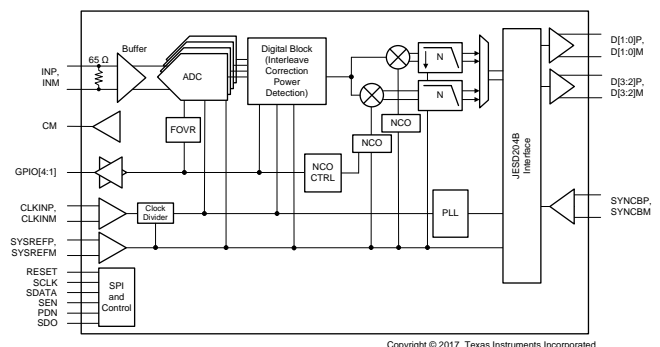 65 Ω
Buffer
INP,
INM
ADC
Digital Block
(Interleave
Correction
Power
Detection)
N
N
D[1:0]P,
D[1:0]M
D[3:2]P,
D[3:2]M
CM
FOVR
NCO
NCO
JESD204B
Interface
GPIO[4:1]
NCO
CTRL
CLKINP,
CLKINM
Clock
Divider
PLL
SYNCBP,
SYNCBM
SYSREFP,
SYSREFM
RESET
SCLK
SDATA
SEN
PDN
SDO
SPI
and
Control
Copyright © 2017, Texas Instruments Incorporated